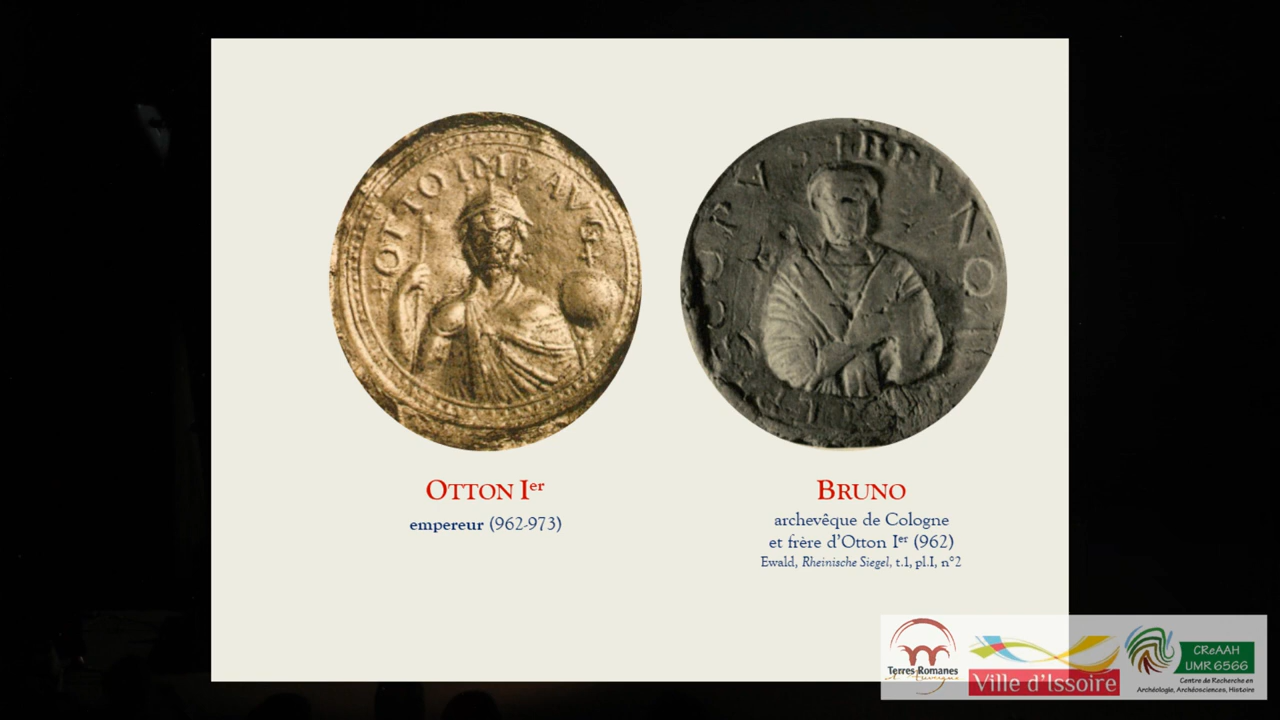 +OTTO IMP AVG
OTTON Ier
empereur (962-973)
BRUNO
archevêque de Cologne
et frère d'Otton Ier (962)
Ewald, Rheinische Siegel, t.1, pl.I, n°2
Terres Romanes
d'Auvergne
Ville d'Issoire
CReAAH
UMR 6566
Centre de Recherche en
Archéologie, Archéosciences, Histoire